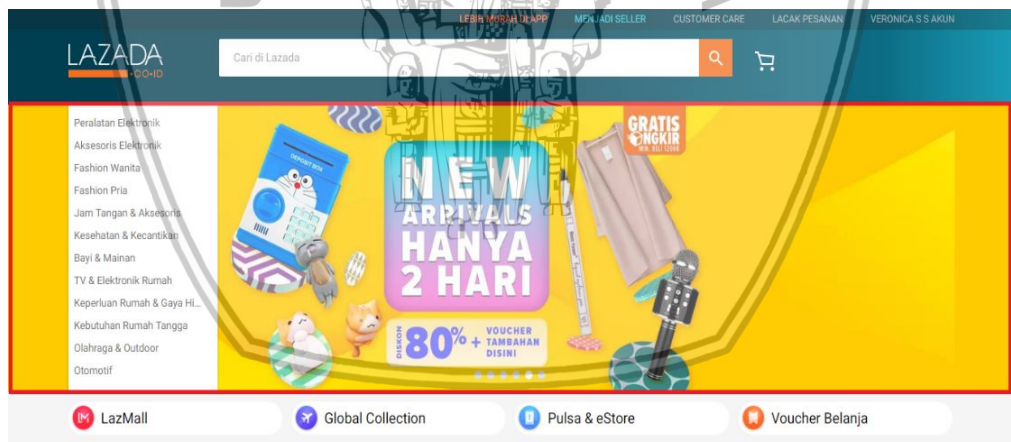 LEBIH MURAH DI APP MENJADI SELLER CUSTOMER CARE LACAK PESANAN VERONICA S S AKUN
LAZADA
.CO.ID
Cari di Lazada
Peralatan Elektronik
Aksesoris Elektronik
Fashion Wanita
Fashion Pria
Jam Tangan & Aksesoris
Kesehatan & Kecantikan
Bayi & Mainan
TV & Elektronik Rumah
Keperluan Rumah & Gaya Hi...
Kebutuhan Rumah Tangga
Olahraga & Outdoor
Otomotif
DEPOSIT BOX
GRATIS
ONGKIR
NEW
ARRIVALS
HANYA
2 HARI
DISKON 80% + VOUCHER
TAMBAHAN
DISINI
LazMall Global Collection Pulsa & eStore Voucher Belanja